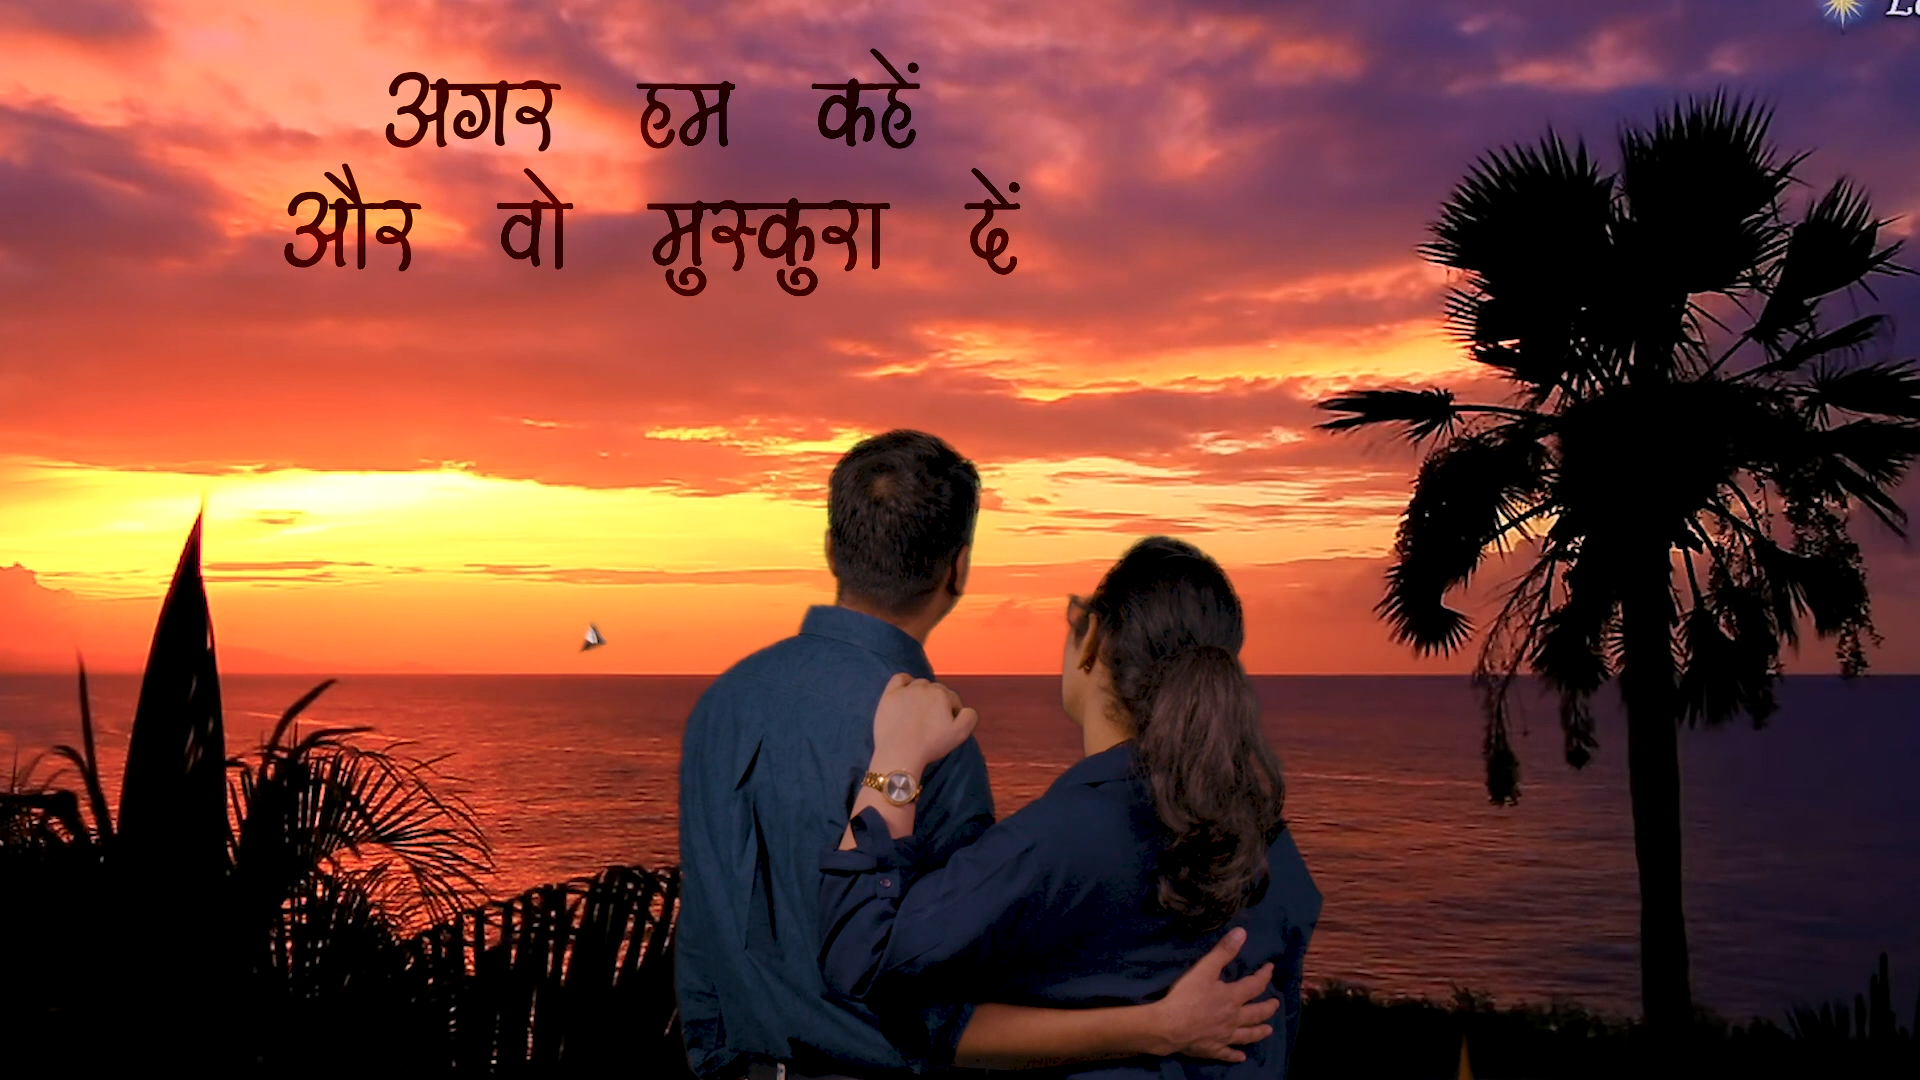 अगर हम कहें
और वो मुस्कुरा दें